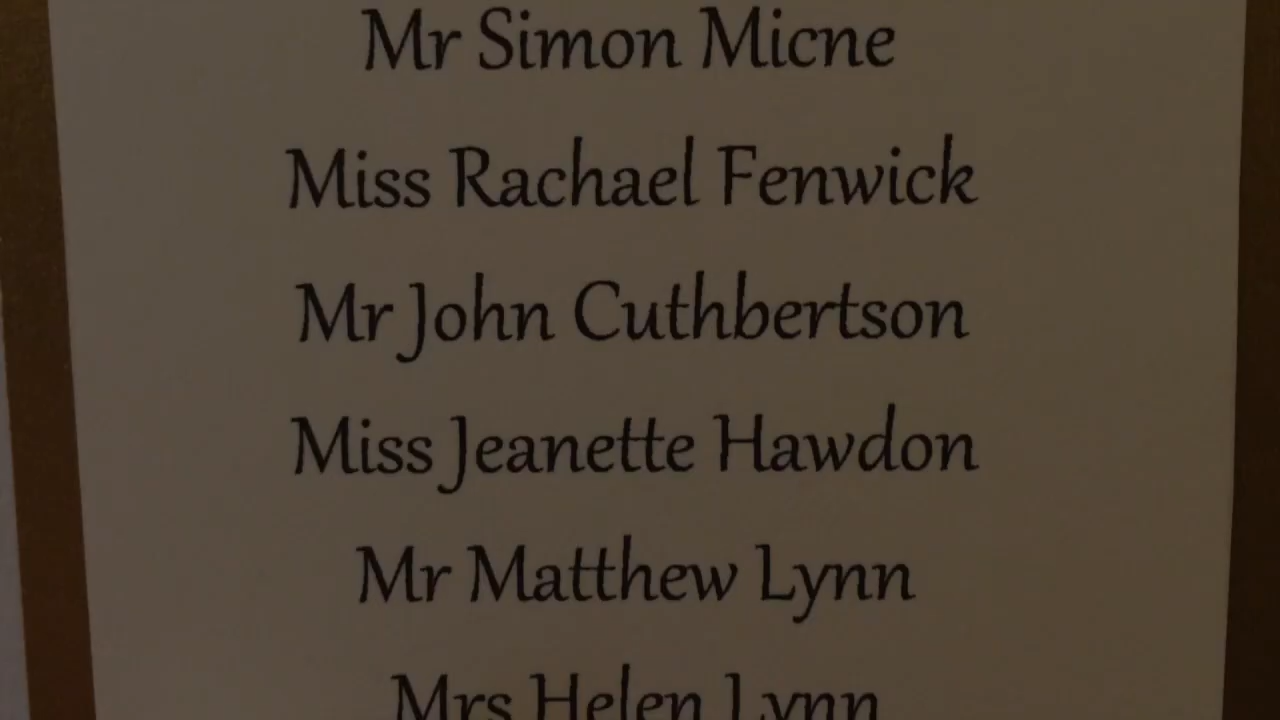 Mr Simon Micne
Miss Rachael Fenwick
Mr John Cuthbertson
Miss Jeanette Hawdon
Mr Matthew Lynn
Mrs Helen Lynn